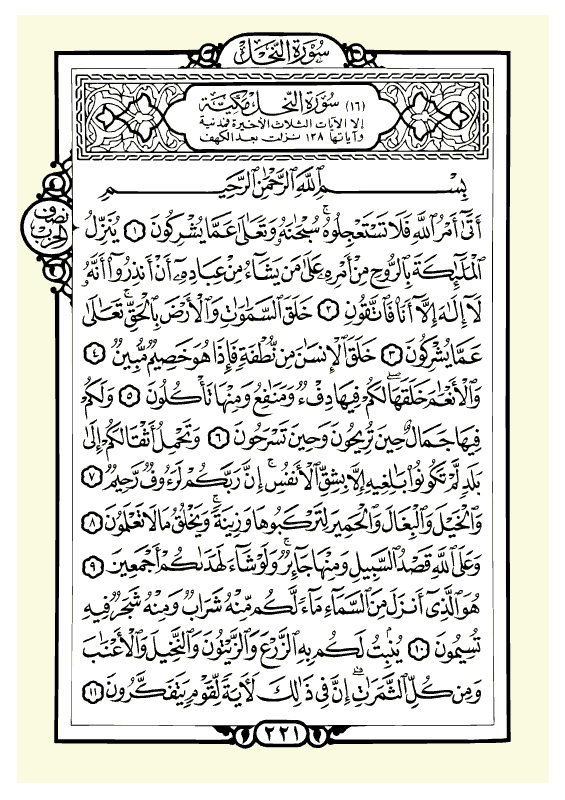 سُورَةُ النَّحْلِ
(١٦) سُوْرَةُ النَّحْلِ مَكِّيَّة
إلا الآيات الثلاث الأخيرة فمدنية
وآياتها ١٢٨ نزلت بعد الكهف
بِسْمِ ٱللَّهِ ٱلرَّحْمَٰنِ ٱلرَّحِيمِ
نصف الحزب
أَتَىٰٓ أَمْرُ ٱللَّهِ فَلَا تَسْتَعْجِلُوهُ ۚ سُبْحَٰنَهُۥ وَتَعَٰلَىٰ عَمَّا يُشْرِكُونَ ١ يُنَزِّلُ
ٱلْمَلَٰٓئِكَةَ بِٱلرُّوحِ مِنْ أَمْرِهِۦ عَلَىٰ مَن يَشَآءُ مِنْ عِبَادِهِۦٓ أَنْ أَنذِرُوٓا۟ أَنَّهُۥ
لَآ إِلَٰهَ إِلَّآ أَنَا۠ فَٱتَّقُونِ ٢ خَلَقَ ٱلسَّمَٰوَٰتِ وَٱلْأَرْضَ بِٱلْحَقِّ ۚ تَعَٰلَىٰ
عَمَّا يُشْرِكُونَ ٣ خَلَقَ ٱلْإِنسَٰنَ مِن نُّطْفَةٍ فَإِذَا هُوَ خَصِيمٌ مُّبِينٌ ٤
وَٱلْأَنْعَٰمَ خَلَقَهَا ۗ لَكُمْ فِيهَا دِفْءٌ وَمَنَٰفِعُ وَمِنْهَا تَأْكُلُونَ ٥ وَلَكُمْ
فِيهَا جَمَالٌ حِينَ تُرِيحُونَ وَحِينَ تَسْرَحُونَ ٦ وَتَحْمِلُ أَثْقَالَكُمْ إِلَىٰ
بَلَدٍ لَّمْ تَكُونُوا۟ بَٰلِغِيهِ إِلَّا بِشِقِّ ٱلْأَنفُسِ ۚ إِنَّ رَبَّكُمْ لَرَءُوفٌ رَّحِيمٌ ٧
وَٱلْخَيْلَ وَٱلْبِغَالَ وَٱلْحَمِيرَ لِتَرْكَبُوهَا وَزِينَةً ۚ وَيَخْلُقُ مَا لَا تَعْلَمُونَ ٨
وَعَلَى ٱللَّهِ قَصْدُ ٱلسَّبِيلِ وَمِنْهَا جَآئِرٌ ۚ وَلَوْ شَآءَ لَهَدَىٰكُمْ أَجْمَعِينَ ٩
هُوَ ٱلَّذِىٓ أَنزَلَ مِنَ ٱلسَّمَآءِ مَآءً ۖ لَّكُم مِّنْهُ شَرَابٌ وَمِنْهُ شَجَرٌ فِيهِ
تُسِيمُونَ ١٠ يُنۢبِتُ لَكُم بِهِ ٱلزَّرْعَ وَٱلزَّيْتُونَ وَٱلنَّخِيلَ وَٱلْأَعْنَٰبَ
وَمِن كُلِّ ٱلثَّمَرَٰتِ ۗ إِنَّ فِى ذَٰلِكَ لَءَايَةً لِّقَوْمٍ يَتَفَكَّرُونَ ١١
٢٢١